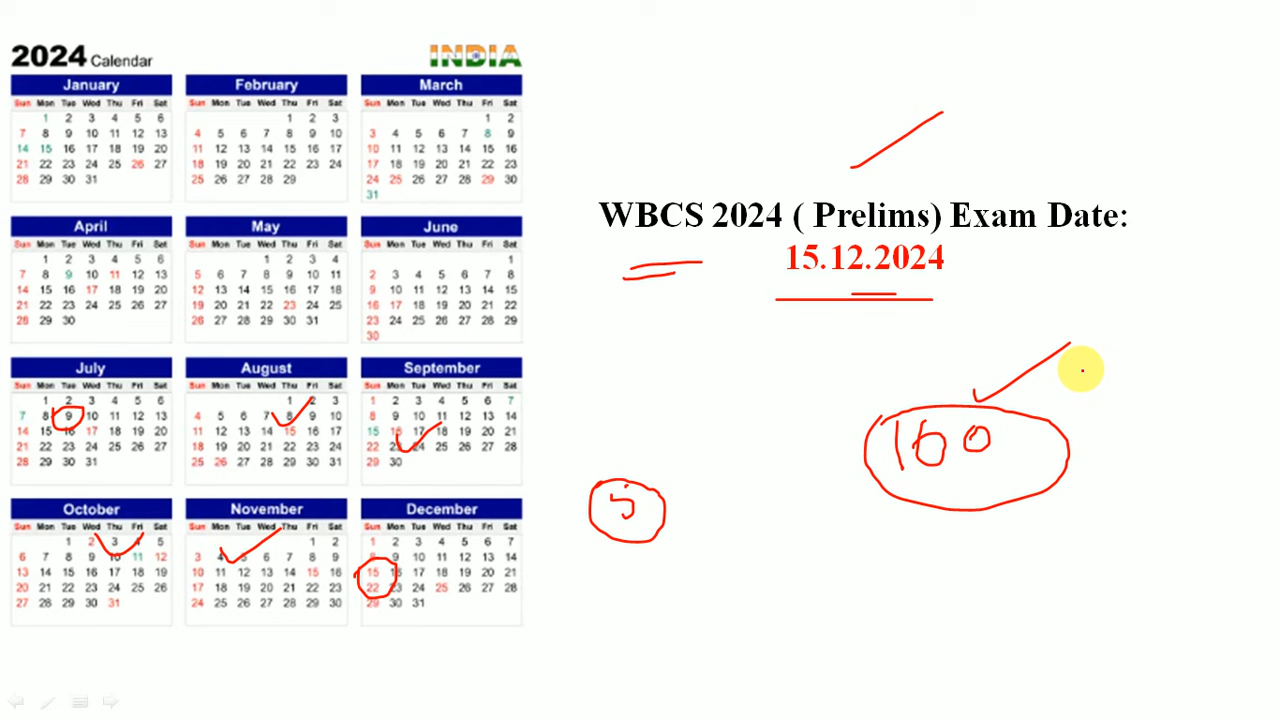 2024 Calendar
INDIA
January
Sun Mon Tue Wed Thu Fri Sat
1 2 3 4 5 6
7 8 9 10 11 12 13
14 15 16 17 18 19 20
21 22 23 24 25 26 27
28 29 30 31
February
Sun Mon Tue Wed Thu Fri Sat
1 2 3
4 5 6 7 8 9 10
11 12 13 14 15 16 17
18 19 20 21 22 23 24
25 26 27 28 29
March
Sun Mon Tue Wed Thu Fri Sat
1 2
3 4 5 6 7 8 9
10 11 12 13 14 15 16
17 18 19 20 21 22 23
24 25 26 27 28 29 30
31
April
Sun Mon Tue Wed Thu Fri Sat
1 2 3 4 5 6
7 8 9 10 11 12 13
14 15 16 17 18 19 20
21 22 23 24 25 26 27
28 29 30
May
Sun Mon Tue Wed Thu Fri Sat
1 2 3 4
5 6 7 8 9 10 11
12 13 14 15 16 17 18
19 20 21 22 23 24 25
26 27 28 29 30 31
June
Sun Mon Tue Wed Thu Fri Sat
1
2 3 4 5 6 7 8
9 10 11 12 13 14 15
16 17 18 19 20 21 22
23 24 25 26 27 28 29
30
July
Sun Mon Tue Wed Thu Fri Sat
1 2 3 4 5 6
7 8 9 10 11 12 13
14 15 16 17 18 19 20
21 22 23 24 25 26 27
28 29 30 31
August
Sun Mon Tue Wed Thu Fri Sat
1 2 3
4 5 6 7 8 9 10
11 12 13 14 15 16 17
18 19 20 21 22 23 24
25 26 27 28 29 30 31
September
Sun Mon Tue Wed Thu Fri Sat
1 2 3 4 5 6 7
8 9 10 11 12 13 14
15 16 17 18 19 20 21
22 23 24 25 26 27 28
29 30
October
Sun Mon Tue Wed Thu Fri Sat
1 2 3 4 5
6 7 8 9 10 11 12
13 14 15 16 17 18 19
20 21 22 23 24 25 26
27 28 29 30 31
November
Sun Mon Tue Wed Thu Fri Sat
1 2
3 4 5 6 7 8 9
10 11 12 13 14 15 16
17 18 19 20 21 22 23
24 25 26 27 28 29 30
December
Sun Mon Tue Wed Thu Fri Sat
1 2 3 4 5 6 7
8 9 10 11 12 13 14
15 16 17 18 19 20 21
22 23 24 25 26 27 28
29 30 31
WBCS 2024 ( Prelims) Exam Date:
15.12.2024
160
5